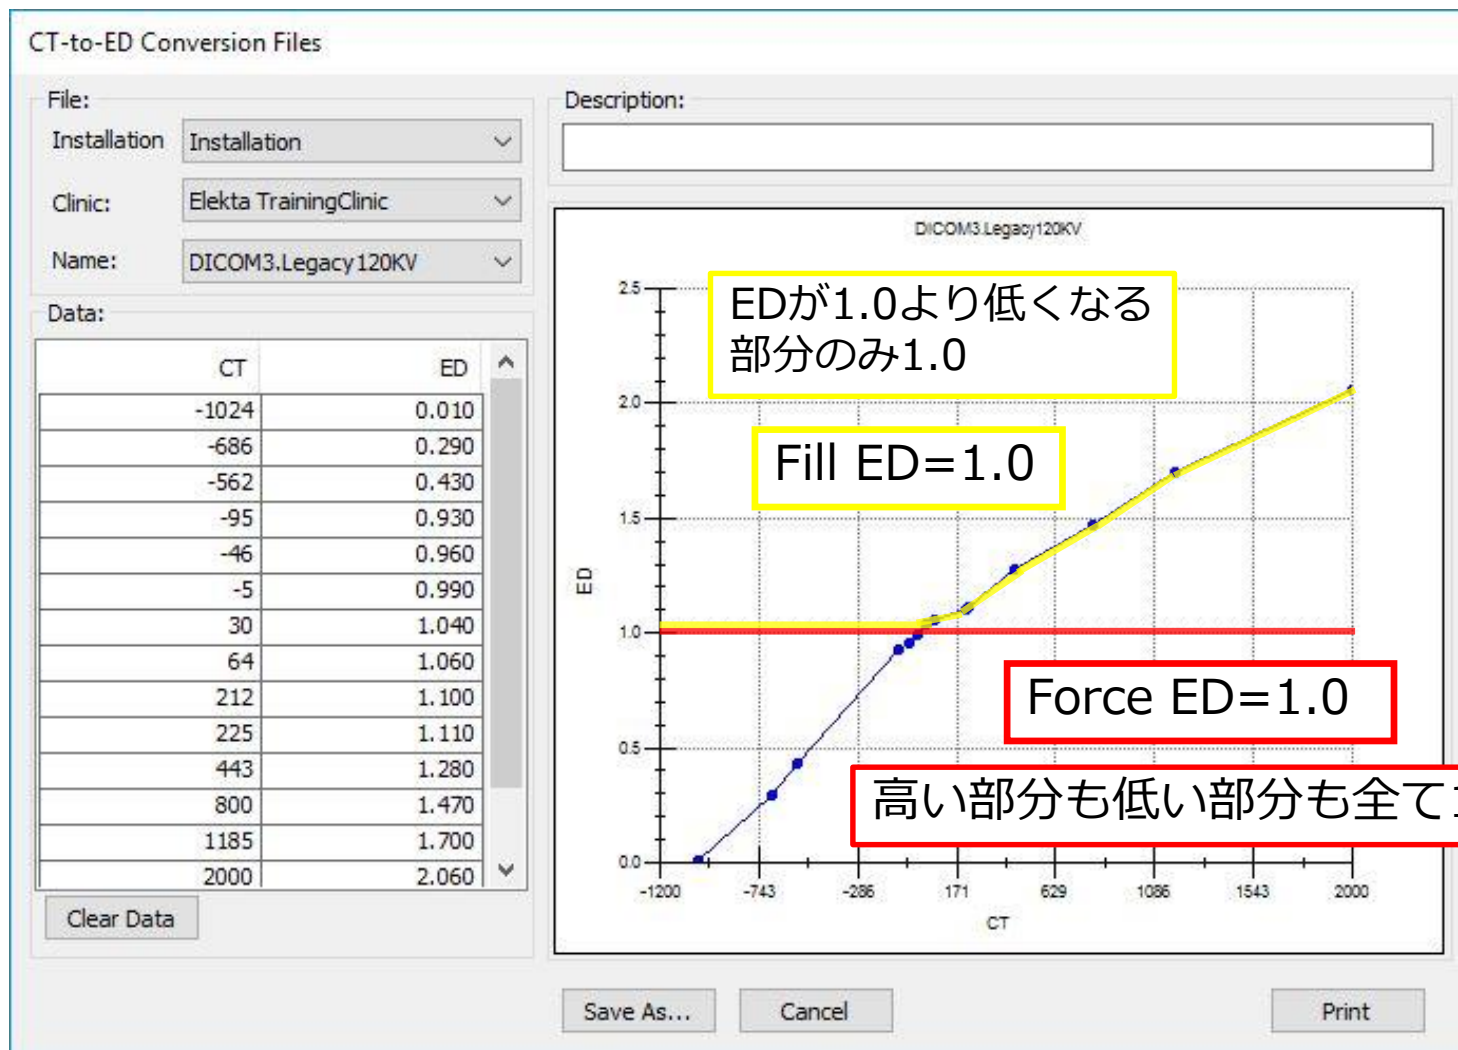 CT-to-ED Conversion Files
File:
Installation Installation
Clinic: Elekta TrainingClinic
Name: DICOM3.Legacy120KV
Data:
CT ED
-1024 0.010
-686 0.290
-562 0.430
-95 0.930
-46 0.960
-5 0.990
30 1.040
64 1.060
212 1.100
225 1.110
443 1.280
800 1.470
1185 1.700
2000 2.060
Clear Data
Description:
DICOM3.Legacy120KV
EDが1.0より低くなる
部分のみ1.0
Fill ED=1.0
Force ED=1.0
高い部分も低い部分も全て
2.5
2.0
1.5
1.0
0.5
0.0
ED
-1200 -743 -286 171 629 1086 1543 2000
CT
Save As... Cancel Print